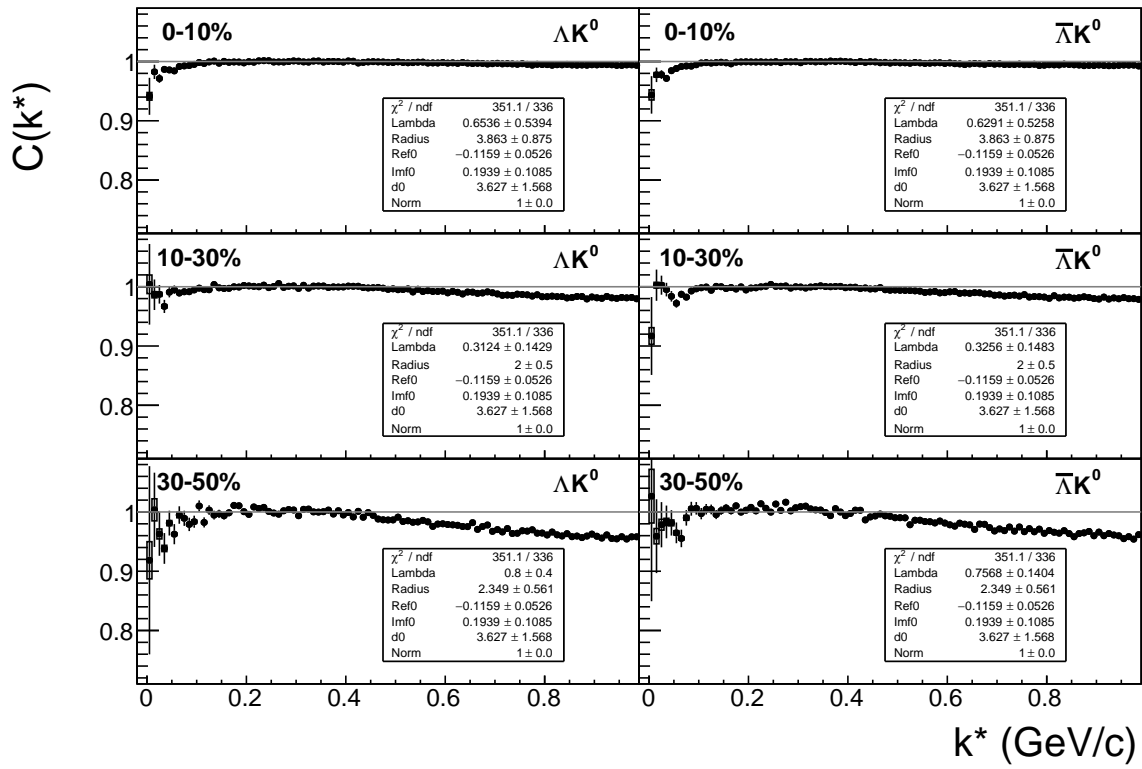 C(k*)
0-10% ΛK⁰
1
0.9
0.8
χ² / ndf 351.1 / 336
Lambda 0.6536 ± 0.5394
Radius 3.863 ± 0.875
Ref0 −0.1159 ± 0.0526
Imf0 0.1939 ± 0.1085
d0 3.627 ± 1.568
Norm 1 ± 0.0
0-10% Λ̅K⁰
χ² / ndf 351.1 / 336
Lambda 0.6291 ± 0.5258
Radius 3.863 ± 0.875
Ref0 −0.1159 ± 0.0526
Imf0 0.1939 ± 0.1085
d0 3.627 ± 1.568
Norm 1 ± 0.0
10-30% ΛK⁰
1
0.9
0.8
χ² / ndf 351.1 / 336
Lambda 0.3124 ± 0.1429
Radius 2 ± 0.5
Ref0 −0.1159 ± 0.0526
Imf0 0.1939 ± 0.1085
d0 3.627 ± 1.568
Norm 1 ± 0.0
10-30% Λ̅K⁰
χ² / ndf 351.1 / 336
Lambda 0.3256 ± 0.1483
Radius 2 ± 0.5
Ref0 −0.1159 ± 0.0526
Imf0 0.1939 ± 0.1085
d0 3.627 ± 1.568
Norm 1 ± 0.0
30-50% ΛK⁰
1
0.9
0.8
χ² / ndf 351.1 / 336
Lambda 0.8 ± 0.4
Radius 2.349 ± 0.561
Ref0 −0.1159 ± 0.0526
Imf0 0.1939 ± 0.1085
d0 3.627 ± 1.568
Norm 1 ± 0.0
30-50% Λ̅K⁰
χ² / ndf 351.1 / 336
Lambda 0.7568 ± 0.1404
Radius 2.349 ± 0.561
Ref0 −0.1159 ± 0.0526
Imf0 0.1939 ± 0.1085
d0 3.627 ± 1.568
Norm 1 ± 0.0
0 0.2 0.4 0.6 0.8 0 0.2 0.4 0.6 0.8
k* (GeV/c)